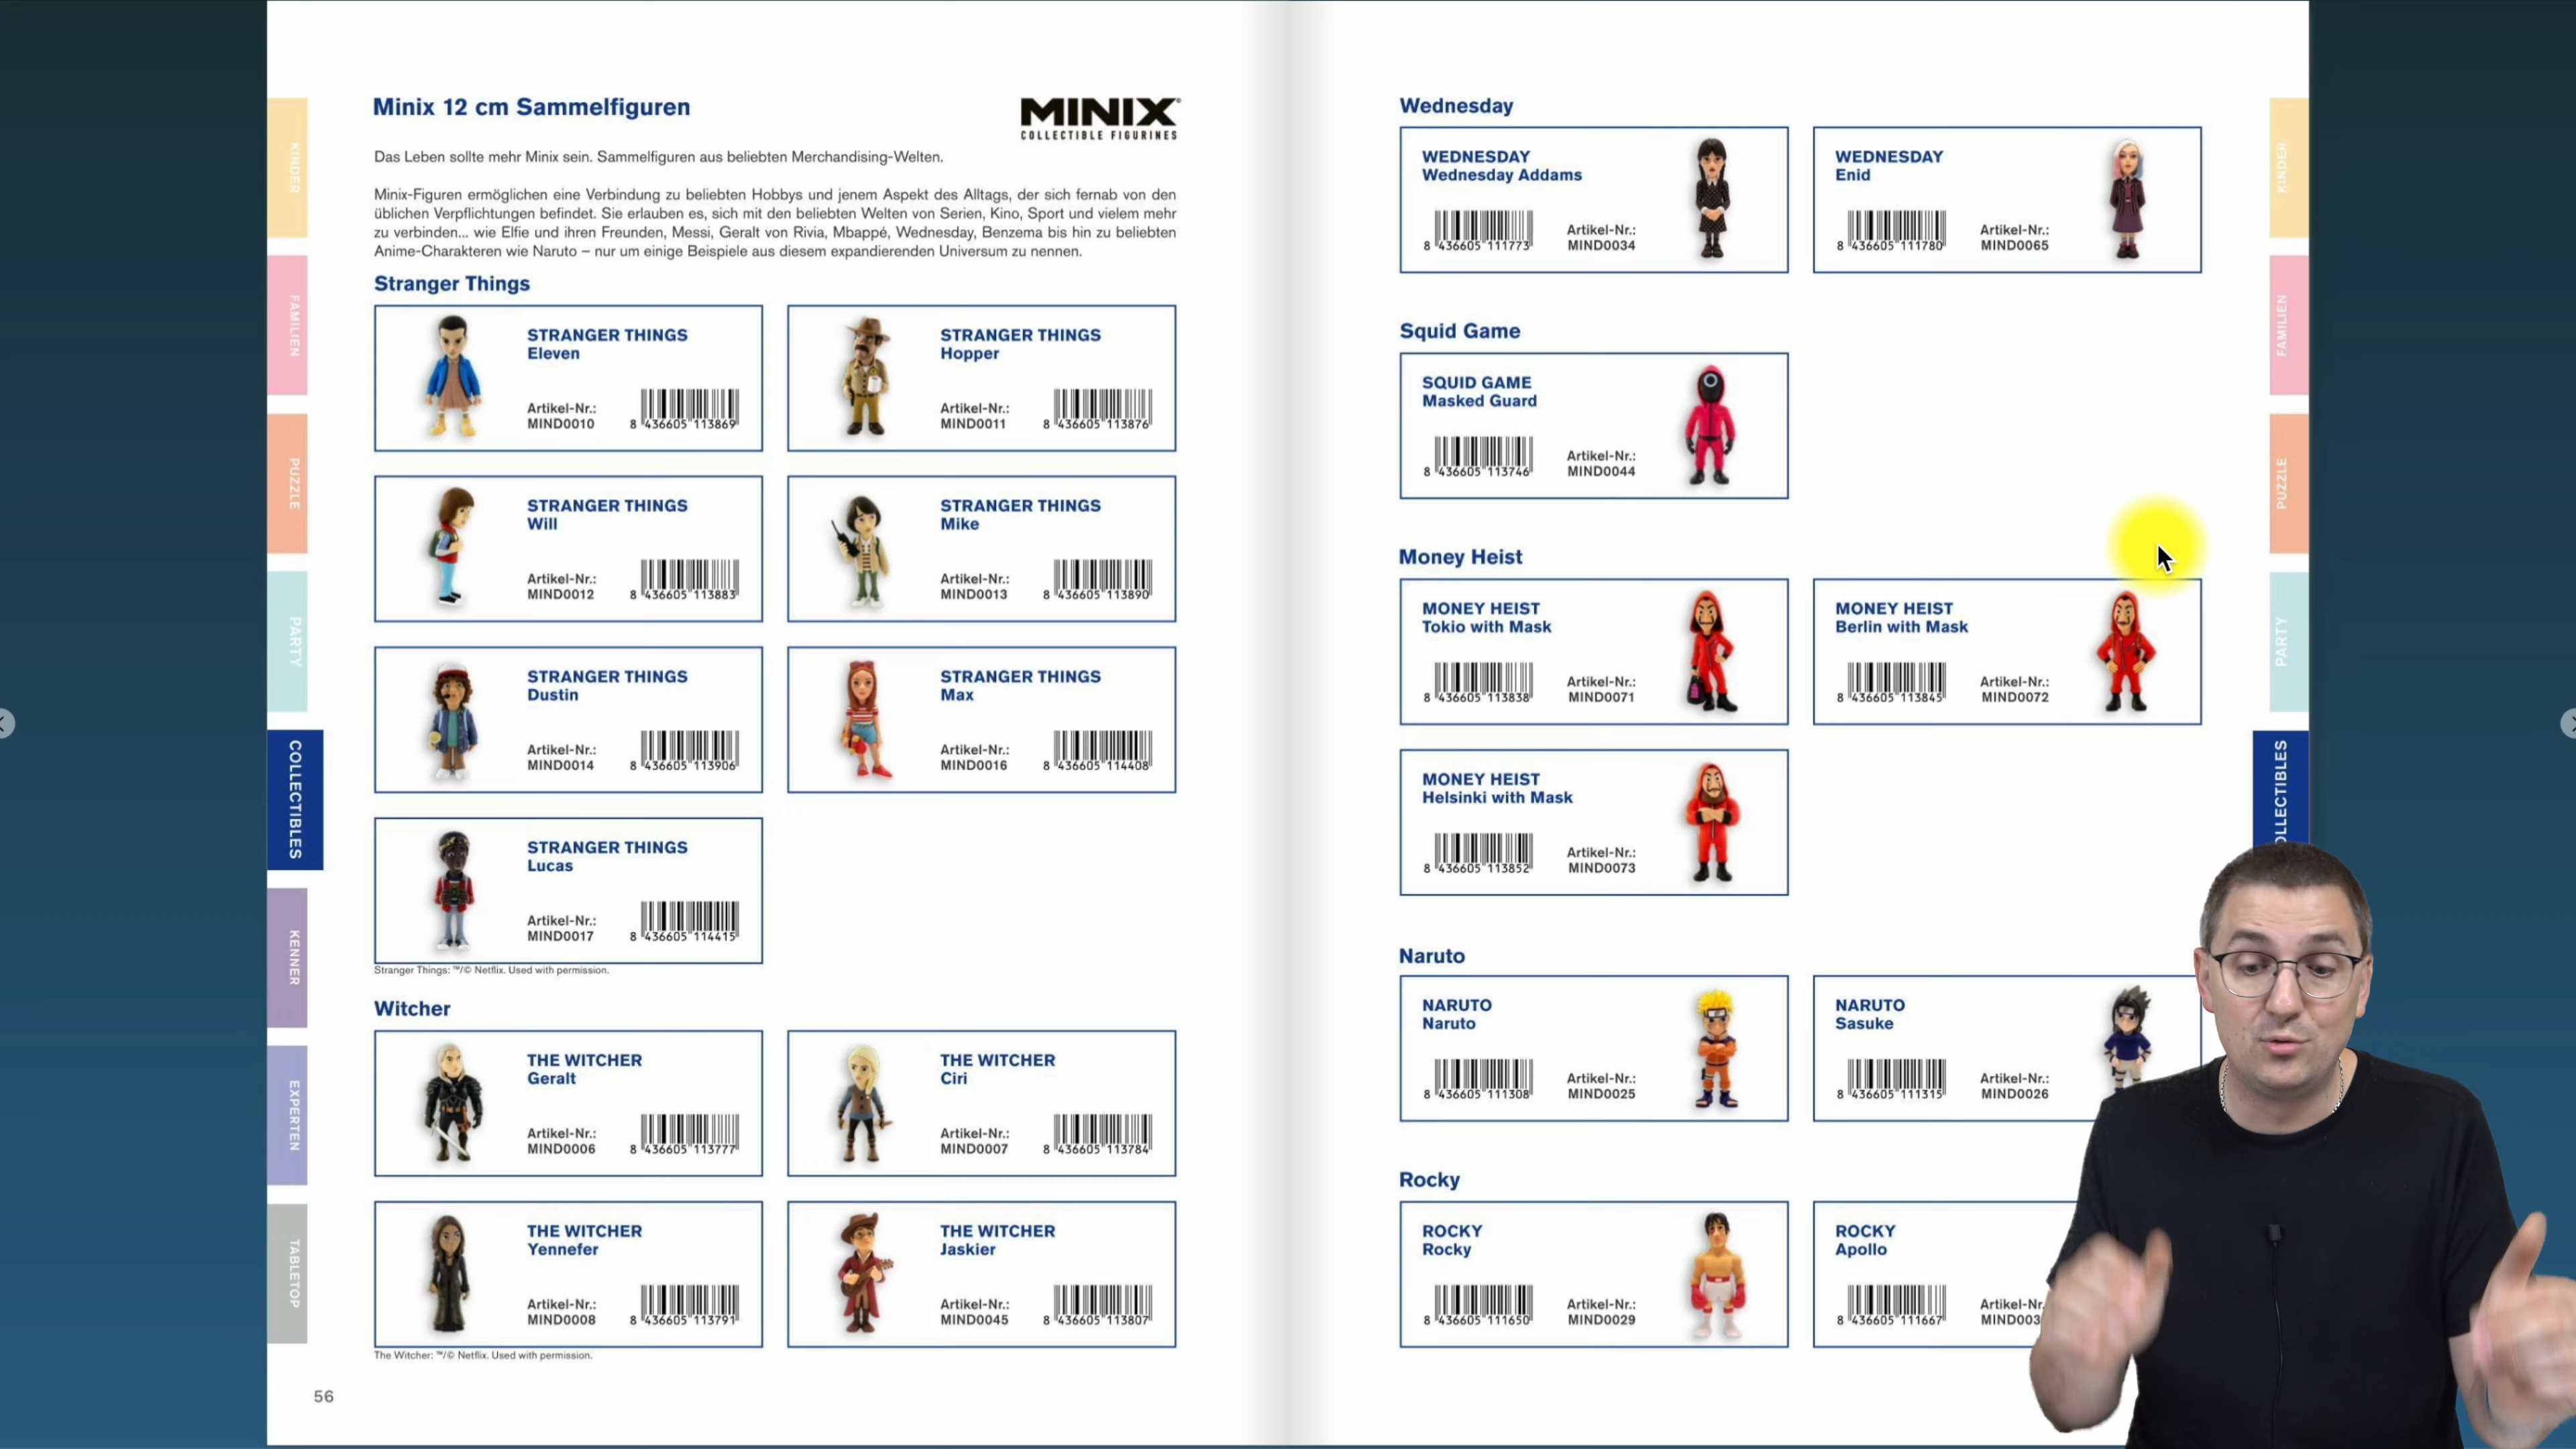 KINDER
FAMILIEN
PUZZLE
PARTY
COLLECTIBLES
KENNER
EXPERTEN
TABLETOP
Minix 12 cm Sammelfiguren
MINIX
COLLECTIBLE FIGURINES
Das Leben sollte mehr Minix sein. Sammelfiguren aus beliebten Merchandising-Welten.
Minix-Figuren ermöglichen eine Verbindung zu beliebten Hobbys und jenem Aspekt des Alltags, der sich fernab von den
üblichen Verpflichtungen befindet. Sie erlauben es, sich mit den beliebten Welten von Serien, Kino, Sport und vielem mehr
zu verbinden... wie Elfie und ihren Freunden, Messi, Geralt von Rivia, Mbappé, Wednesday, Benzema bis hin zu beliebten
Anime-Charakteren wie Naruto – nur um einige Beispiele aus diesem expandierenden Universum zu nennen.
Stranger Things
STRANGER THINGS
Eleven
Artikel-Nr.:
MIND0010
8 436605 113869
STRANGER THINGS
Hopper
Artikel-Nr.:
MIND0011
8 436605 113876
STRANGER THINGS
Will
Artikel-Nr.:
MIND0012
8 436605 113883
STRANGER THINGS
Mike
Artikel-Nr.:
MIND0013
8 436605 113890
STRANGER THINGS
Dustin
Artikel-Nr.:
MIND0014
8 436605 113906
STRANGER THINGS
Max
Artikel-Nr.:
MIND0016
8 436605 114408
STRANGER THINGS
Lucas
Artikel-Nr.:
MIND0017
8 436605 114415
Stranger Things: ™/© Netflix. Used with permission.
Witcher
THE WITCHER
Geralt
Artikel-Nr.:
MIND0006
8 436605 113777
THE WITCHER
Ciri
Artikel-Nr.:
MIND0007
8 436605 113784
THE WITCHER
Yennefer
Artikel-Nr.:
MIND0008
8 436605 113791
THE WITCHER
Jaskier
Artikel-Nr.:
MIND0045
8 436605 113807
The Witcher: ™/© Netflix. Used with permission.
56
Wednesday
WEDNESDAY
Wednesday Addams
8 436605 111773
Artikel-Nr.:
MIND0034
WEDNESDAY
Enid
8 436605 111780
Artikel-Nr.:
MIND0065
Squid Game
SQUID GAME
Masked Guard
8 436605 113746
Artikel-Nr.:
MIND0044
Money Heist
MONEY HEIST
Tokio with Mask
8 436605 113838
Artikel-Nr.:
MIND0071
MONEY HEIST
Berlin with Mask
8 436605 113845
Artikel-Nr.:
MIND0072
MONEY HEIST
Helsinki with Mask
8 436605 113852
Artikel-Nr.:
MIND0073
Naruto
NARUTO
Naruto
8 436605 111308
Artikel-Nr.:
MIND0025
NARUTO
Sasuke
8 436605 111315
Artikel-Nr.:
MIND0026
Rocky
ROCKY
Rocky
8 436605 111650
Artikel-Nr.:
MIND0029
ROCKY
Apollo
8 436605 111667
Artikel-Nr.
MIND003
KINDER
FAMILIEN
PUZZLE
PARTY
LLECTIBLES